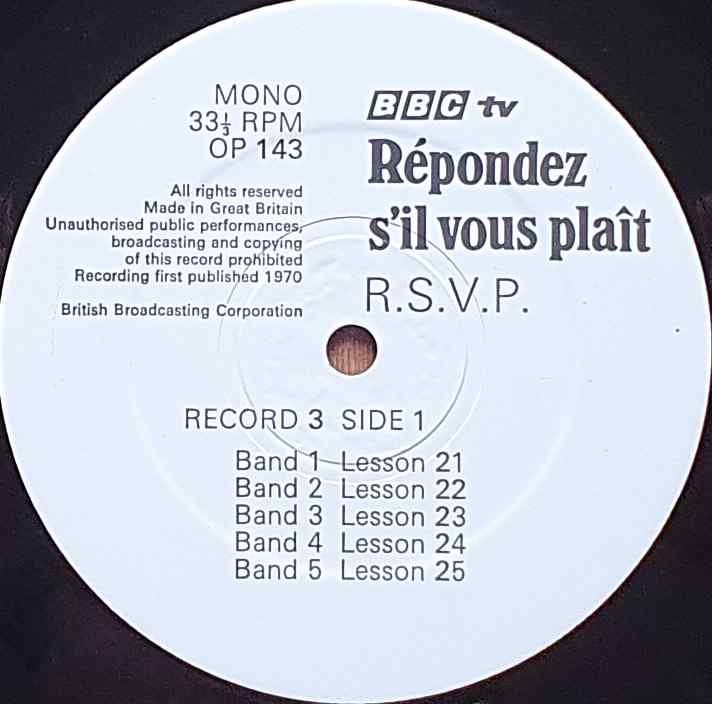 MONO
33⅓ RPM
OP 143
All rights reserved
Made in Great Britain
Unauthorised public performances,
broadcasting and copying
of this record prohibited
Recording first published 1970
British Broadcasting Corporation
BBC tv
Répondez
s'il vous plaît
R.S.V.P.
RECORD 3 SIDE 1
Band 1 Lesson 21
Band 2 Lesson 22
Band 3 Lesson 23
Band 4 Lesson 24
Band 5 Lesson 25